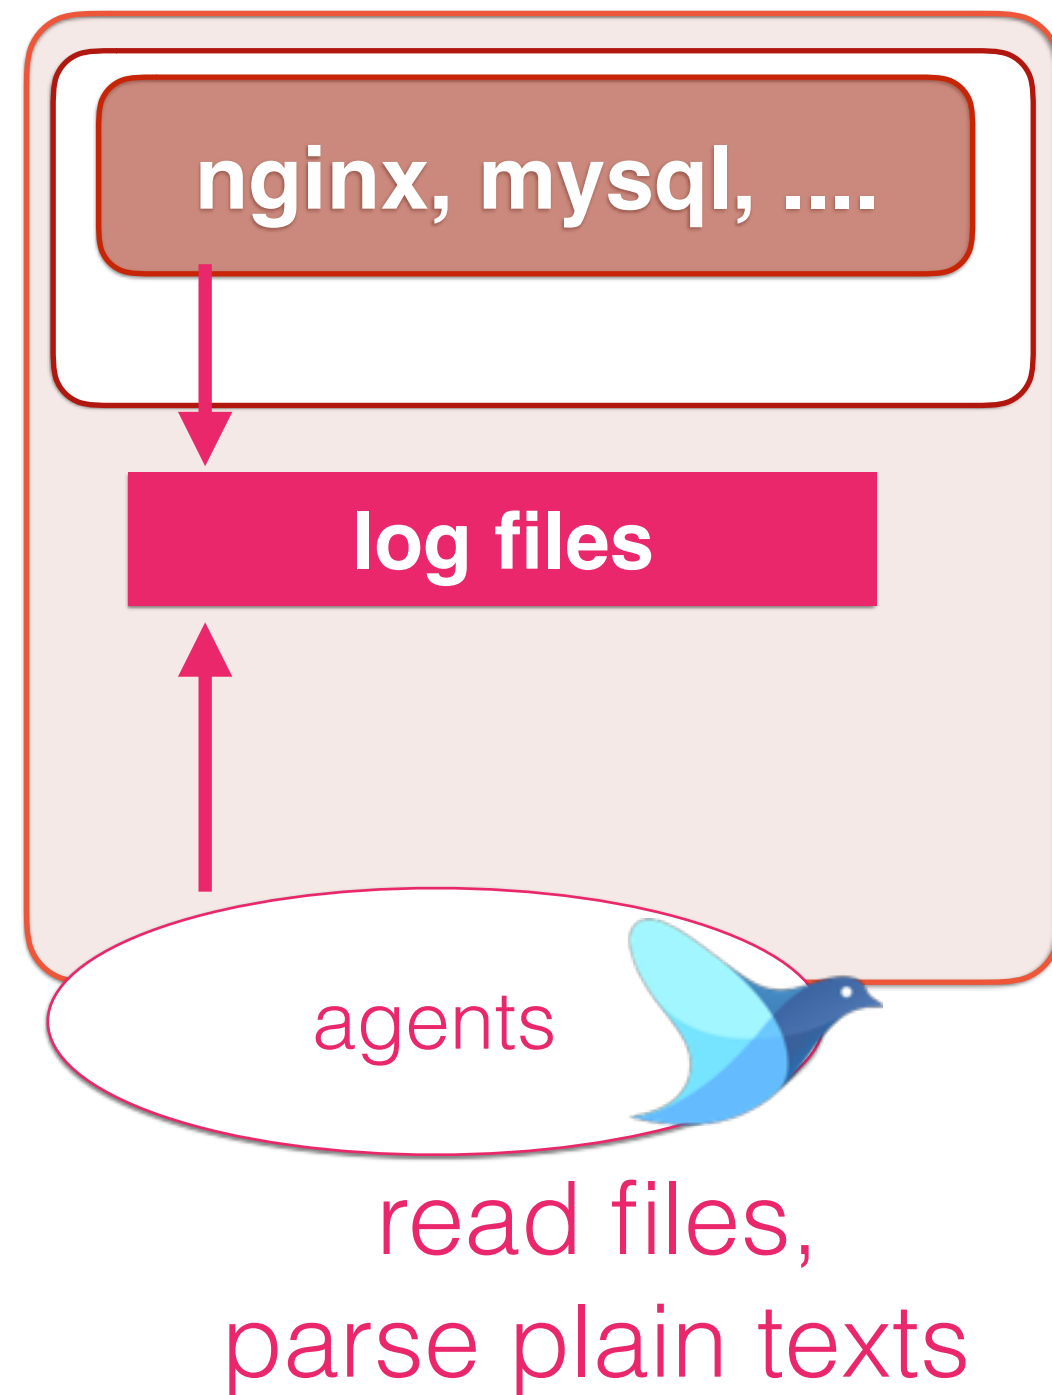 nginx, mysql, ....
log files
agents
read files,
parse plain texts